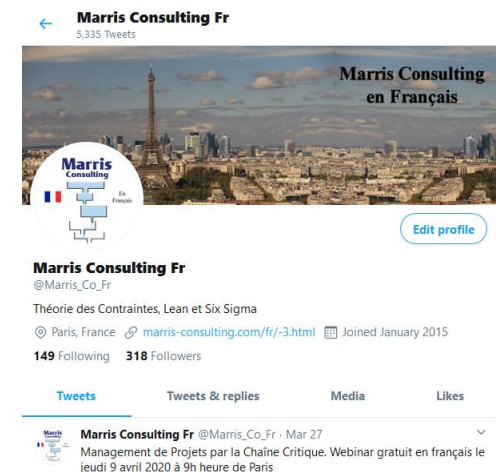 Marris Consulting Fr
5,335 Tweets
Marris Consulting
en Français
Marris
Consulting
En
Français
Edit profile
Marris Consulting Fr
@Marris_Co_Fr
Théorie des Contraintes, Lean et Six Sigma
Paris, France marris-consulting.com/fr/-3.html Joined January 2015
149 Following 318 Followers
Tweets Tweets & replies Media Likes
Marris Consulting Fr @Marris_Co_Fr · Mar 27
Management de Projets par la Chaîne Critique. Webinar gratuit en français le
jeudi 9 avril 2020 à 9h heure de Paris